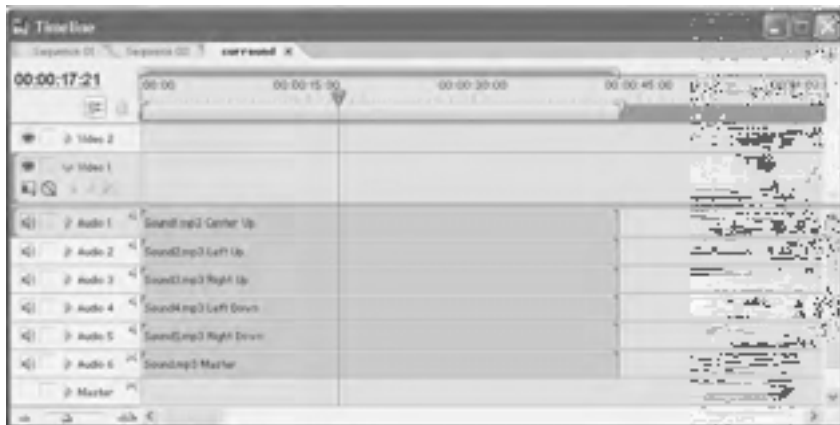 Timeline
Sequence 01 Sequence 02 surround x
00:00:17:21
00:00 00:00:15:00 00:00:30:00 00:00:45:00
Video 2
Video 1
Audio 1 Sound1.mp3 Center Up
Audio 2 Sound2.mp3 Left Up
Audio 3 Sound3.mp3 Right Up
Audio 4 Sound4.mp3 Left Down
Audio 5 Sound5.mp3 Right Down
Audio 6 Sound.mp3 Master
Master